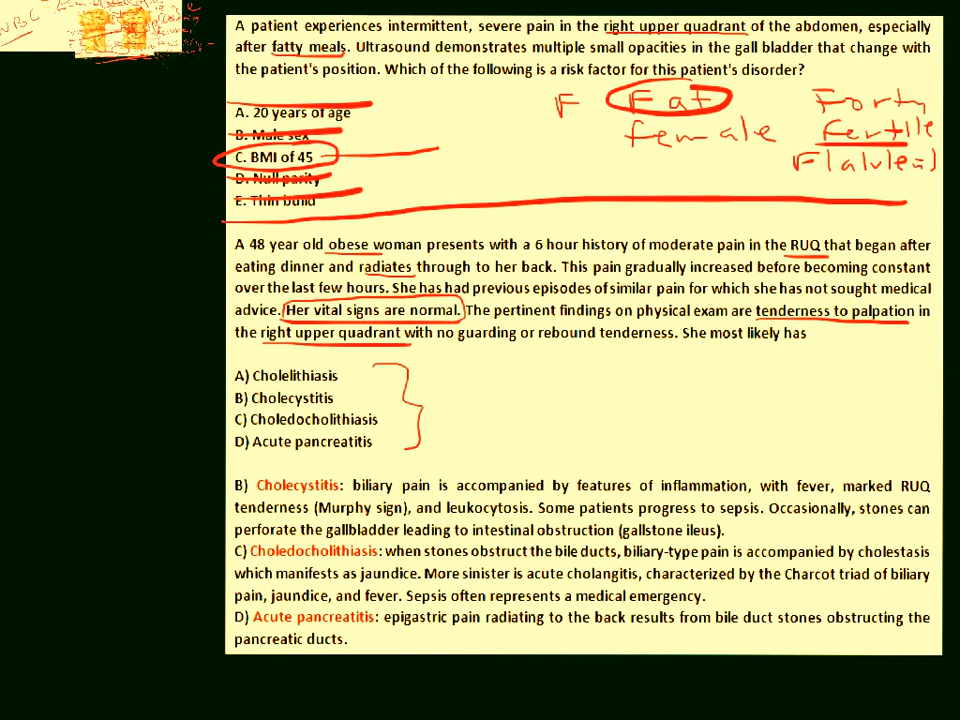 A patient experiences intermittent, severe pain in the right upper quadrant of the abdomen, especially
after fatty meals. Ultrasound demonstrates multiple small opacities in the gall bladder that change with
the patient's position. Which of the following is a risk factor for this patient's disorder?
F Fat Forty
A. 20 years of age
female Fertile
B. Male sex
C. BMI of 45
D. Null parity
E. Thin build
A 48 year old obese woman presents with a 6 hour history of moderate pain in the RUQ that began after
eating dinner and radiates through to her back. This pain gradually increased before becoming constant
over the last few hours. She has had previous episodes of similar pain for which she has not sought medical
advice. Her vital signs are normal. The pertinent findings on physical exam are tenderness to palpation in
the right upper quadrant with no guarding or rebound tenderness. She most likely has
A) Cholelithiasis
B) Cholecystitis
C) Choledocholithiasis
D) Acute pancreatitis
B) Cholecystitis: biliary pain is accompanied by features of inflammation, with fever, marked RUQ
tenderness (Murphy sign), and leukocytosis. Some patients progress to sepsis. Occasionally, stones can
perforate the gallbladder leading to intestinal obstruction (gallstone ileus).
C) Choledocholithiasis: when stones obstruct the bile ducts, biliary-type pain is accompanied by cholestasis
which manifests as jaundice. More sinister is acute cholangitis, characterized by the Charcot triad of biliary
pain, jaundice, and fever. Sepsis often represents a medical emergency.
D) Acute pancreatitis: epigastric pain radiating to the back results from bile duct stones obstructing the
pancreatic ducts.